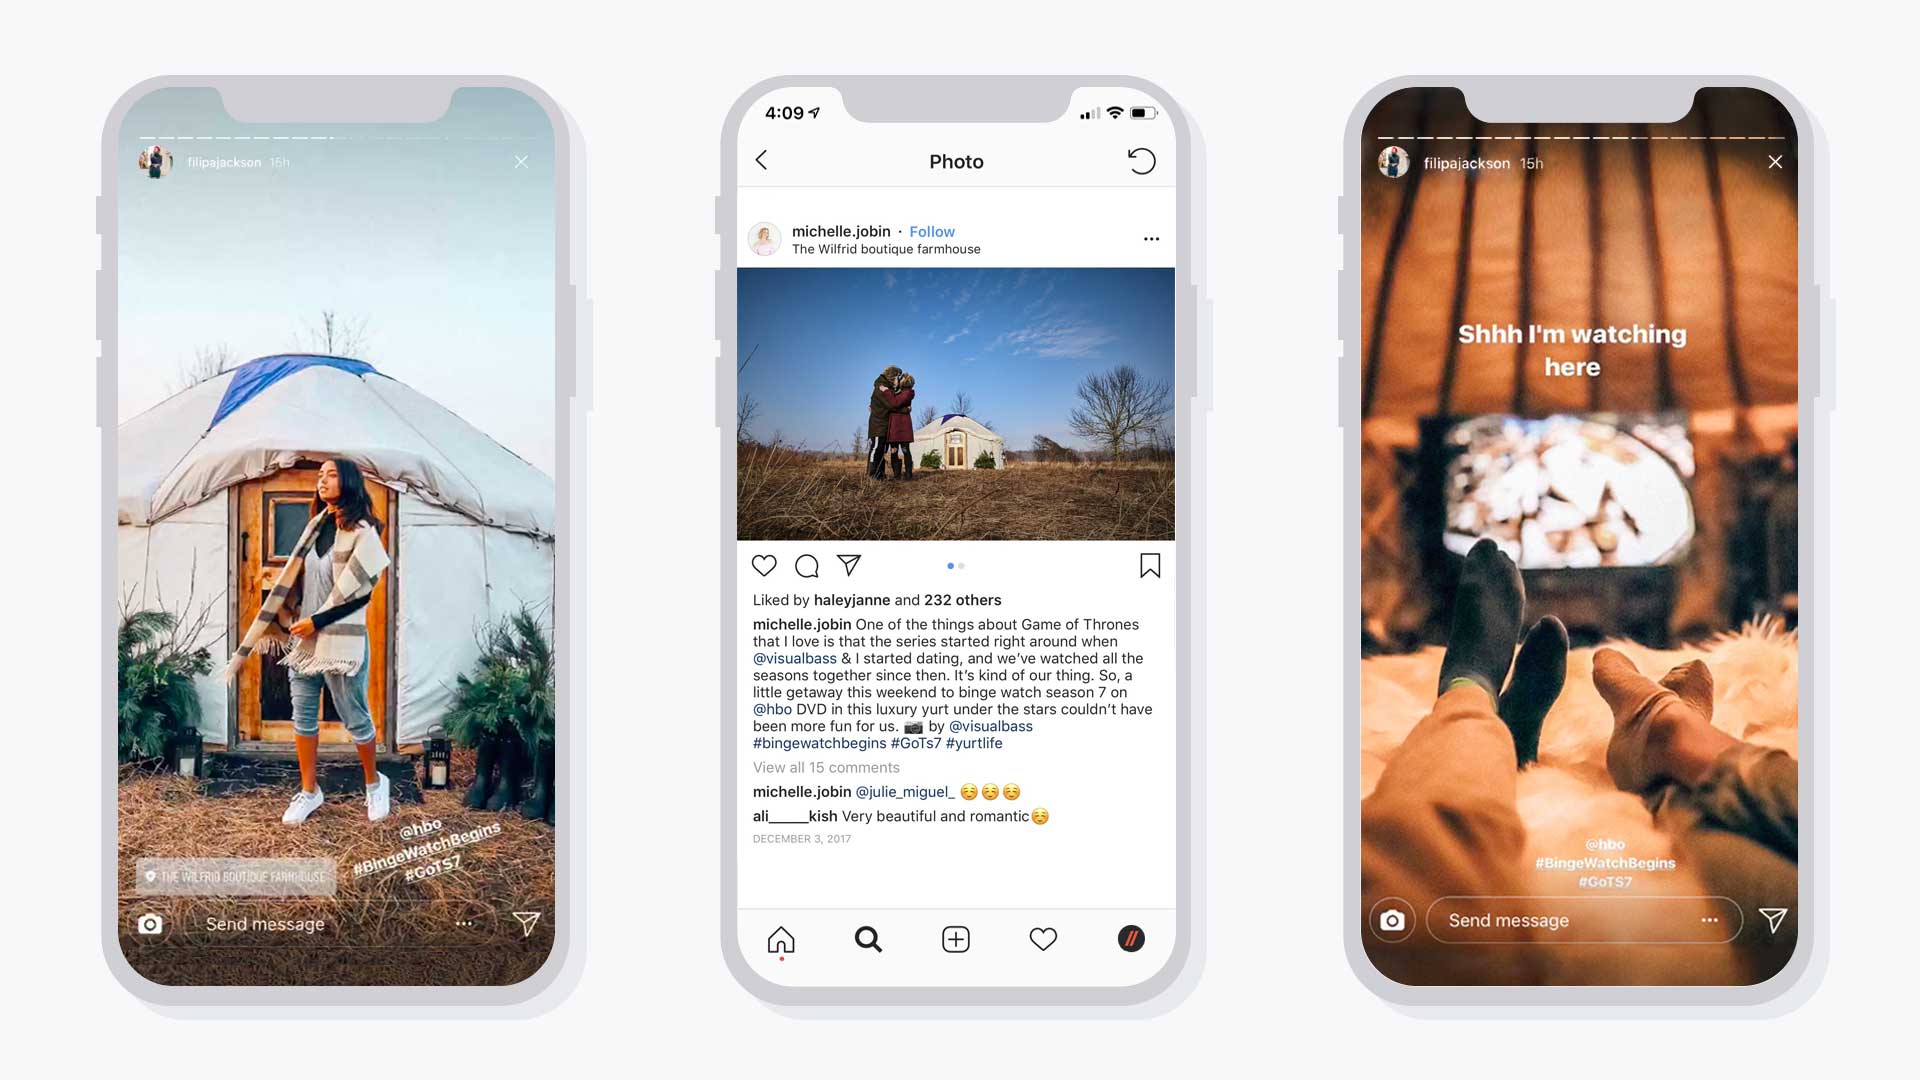 filipajackson 15h
@hbo
#BingeWatchBegins
#GoTS7
THE WILFRID BOUTIQUE FARMHOUSE
Send message
4:09
Photo
michelle.jobin · Follow
The Wilfrid boutique farmhouse
Liked by haleyjanne and 232 others
michelle.jobin One of the things about Game of Thrones
that I love is that the series started right around when
@visualbass & I started dating, and we’ve watched all the
seasons together since then. It’s kind of our thing. So, a
little getaway this weekend to binge watch season 7 on
@hbo DVD in this luxury yurt under the stars couldn’t have
been more fun for us. 📷 by @visualbass
#bingewatchbegins #GoTs7 #yurtlife
View all 15 comments
michelle.jobin @julie_miguel_ ☺️☺️☺️
ali_____kish Very beautiful and romantic☺️
DECEMBER 3, 2017
filipajackson 15h
Shhh I'm watching
here
@hbo
#BingeWatchBegins
#GoTS7
Send message